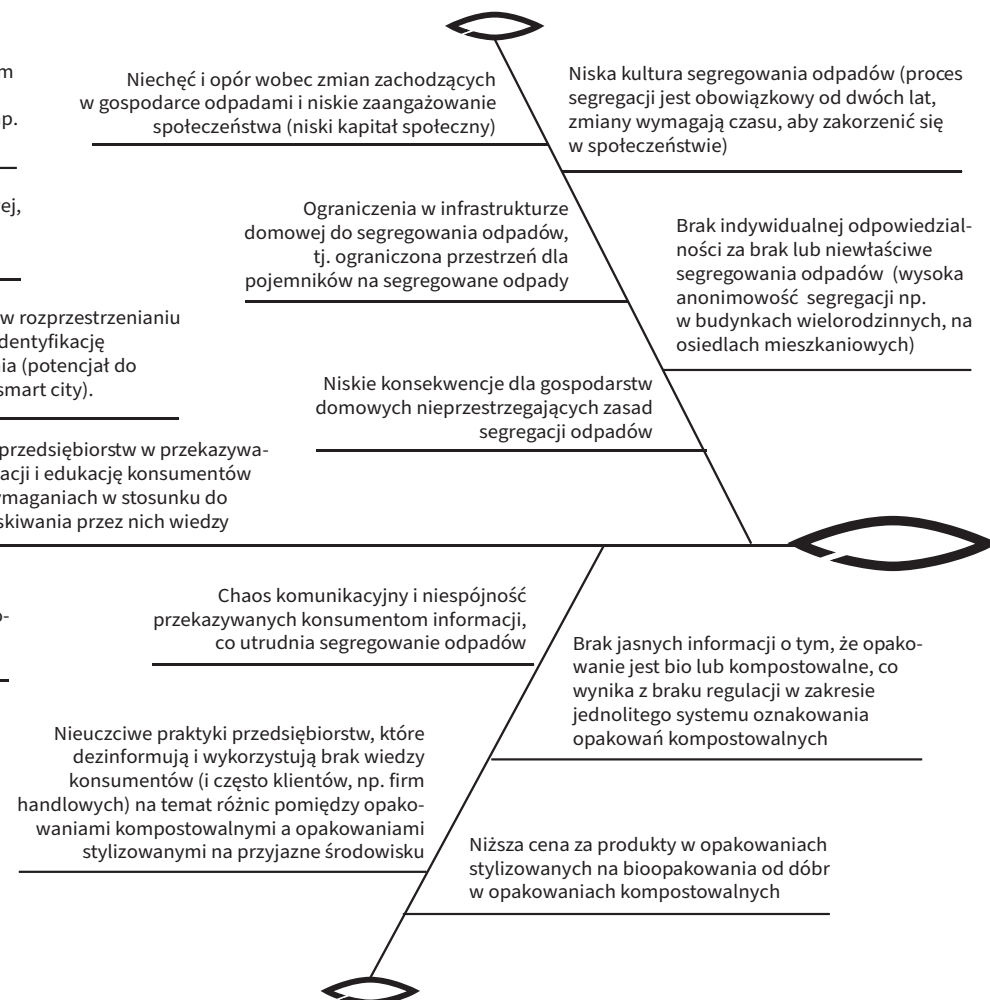 m
p.
ej,
w rozprzestrzenianiu
dentyfikację
ia (potencjał do
smart city).
przedsiębiorstw w przekazywa-
acji i edukację konsumentów
maganiach w stosunku do
skiwania przez nich wiedzy
Niechęć i opór wobec zmian zachodzących
w gospodarce odpadami i niskie zaangażowanie
społeczeństwa (niski kapitał społeczny)
Niska kultura segregowania odpadów (proces
segregacji jest obowiązkowy od dwóch lat,
zmiany wymagają czasu, aby zakorzenić się
w społeczeństwie)
Ograniczenia w infrastrukturze
domowej do segregowania odpadów,
tj. ograniczona przestrzeń dla
pojemników na segregowane odpady
Brak indywidualnej odpowiedzial-
ności za brak lub niewłaściwe
segregowania odpadów (wysoka
anonimowość segregacji np.
w budynkach wielorodzinnych, na
osiedlach mieszkaniowych)
Niskie konsekwencje dla gospodarstw
domowych nieprzestrzegających zasad
segregacji odpadów
Chaos komunikacyjny i niespójność
przekazywanych konsumentom informacji,
co utrudnia segregowanie odpadów
Brak jasnych informacji o tym, że opako-
wanie jest bio lub kompostowalne, co
wynika z braku regulacji w zakresie
jednolitego systemu oznakowania
opakowań kompostowalnych
Nieuczciwe praktyki przedsiębiorstw, które
dezinformują i wykorzystują brak wiedzy
konsumentów (i często klientów, np. firm
handlowych) na temat różnic pomiędzy opako-
waniami kompostowalnymi a opakowaniami
stylizowanymi na przyjazne środowisku
Niższa cena za produkty w opakowaniach
stylizowanych na bioopakowania od dóbr
w opakowaniach kompostowalnych